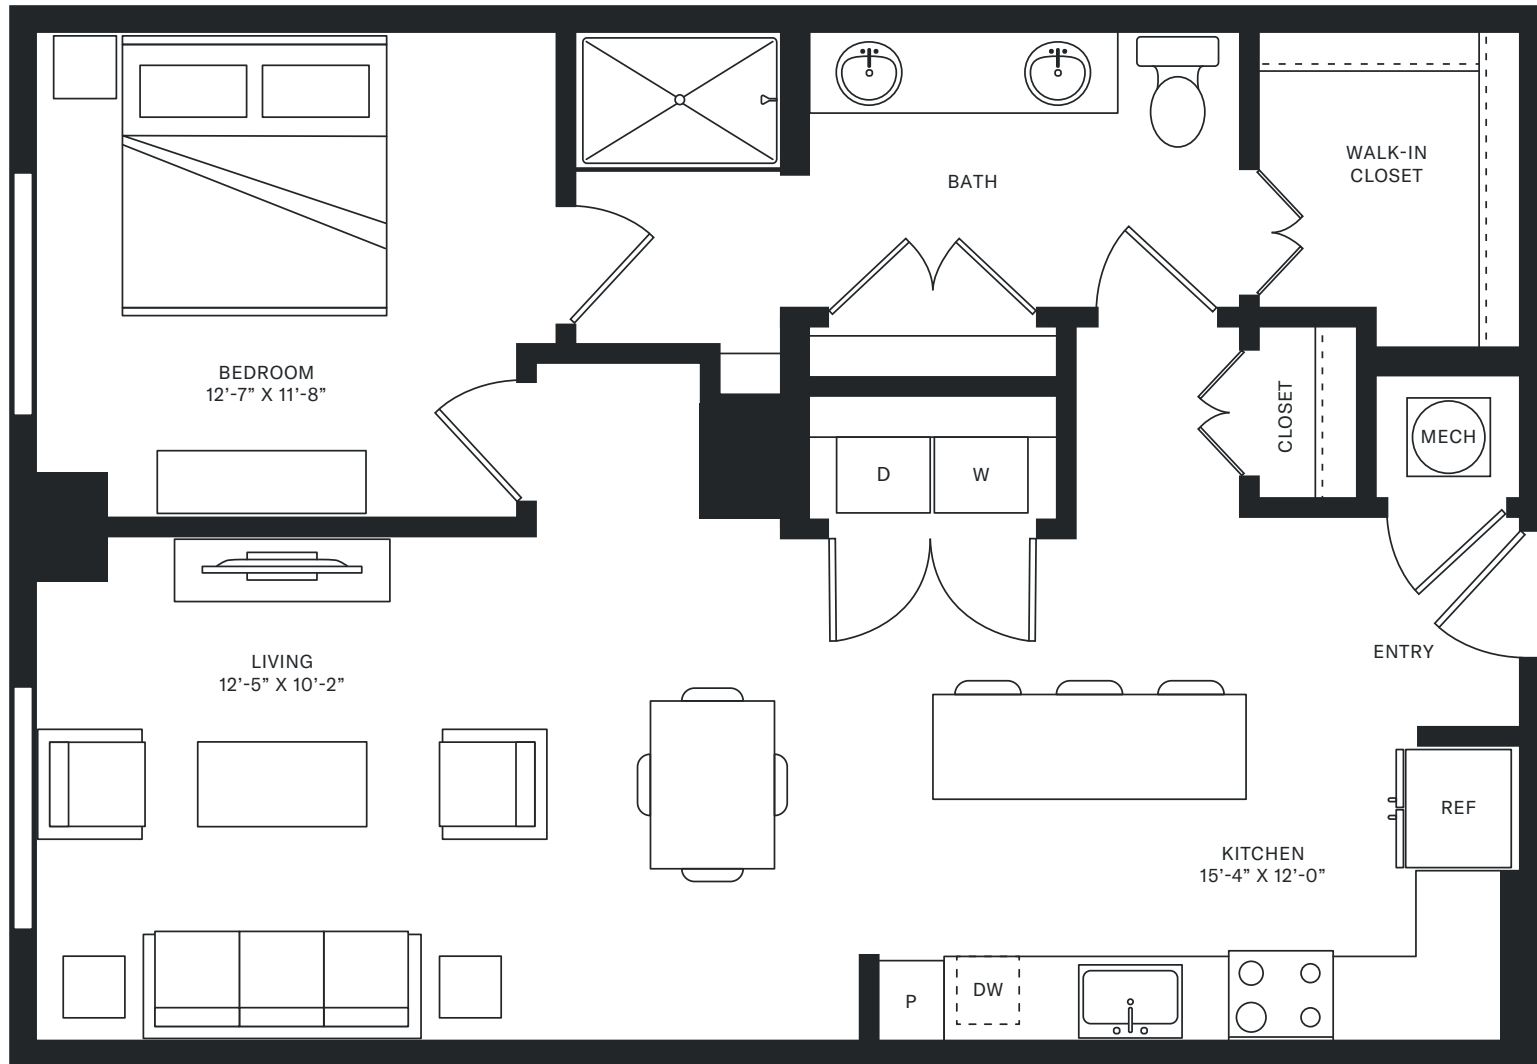 WALK-IN
CLOSET
BATH
BEDROOM
12’-7” X 11’-8”
CLOSET
MECH
D
W
ENTRY
LIVING
12’-5” X 10’-2”
REF
KITCHEN
15’-4” X 12’-0”
P
DW